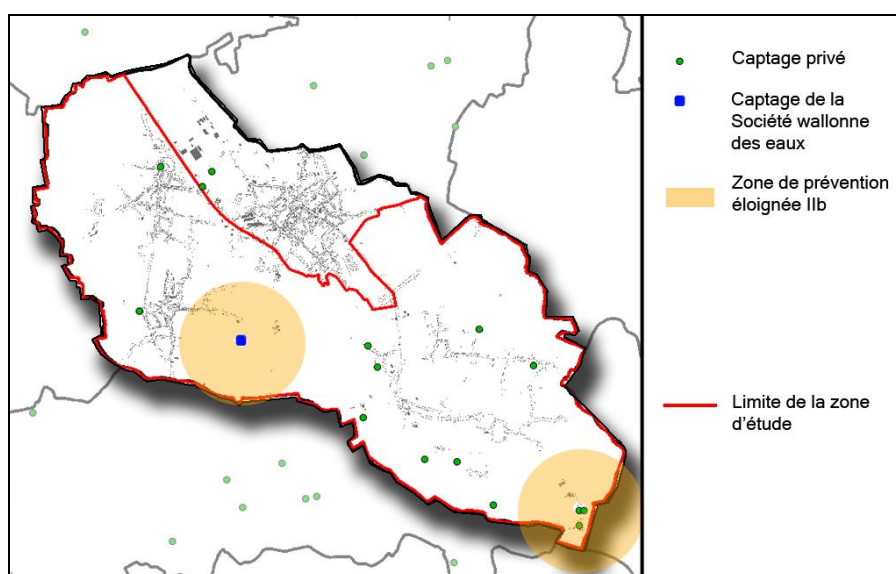 Captage privé
Captage de la
Société wallonne
des eaux
Zone de prévention
éloignée IIb
Limite de la zone
d'étude